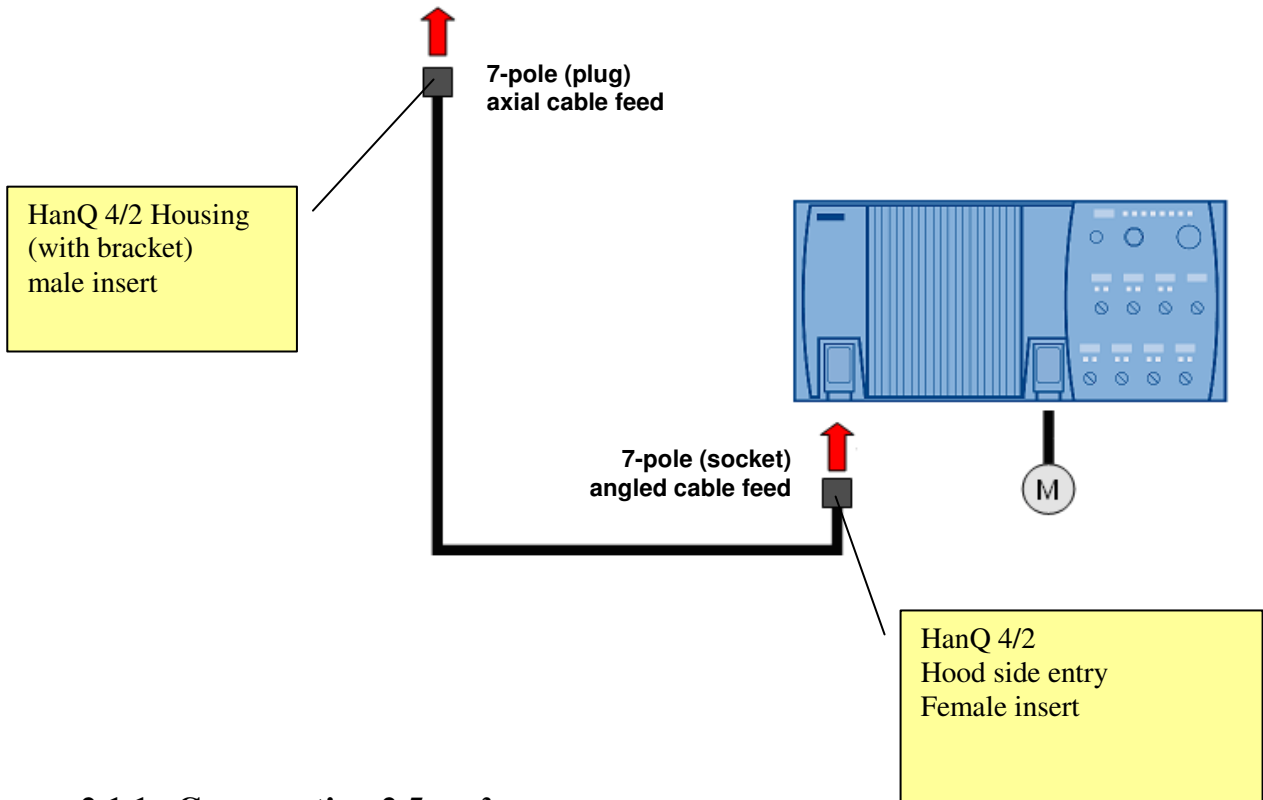 7-pole (plug)
axial cable feed
HanQ 4/2 Housing
(with bracket)
male insert
7-pole (socket)
angled cable feed
M
HanQ 4/2
Hood side entry
Female insert